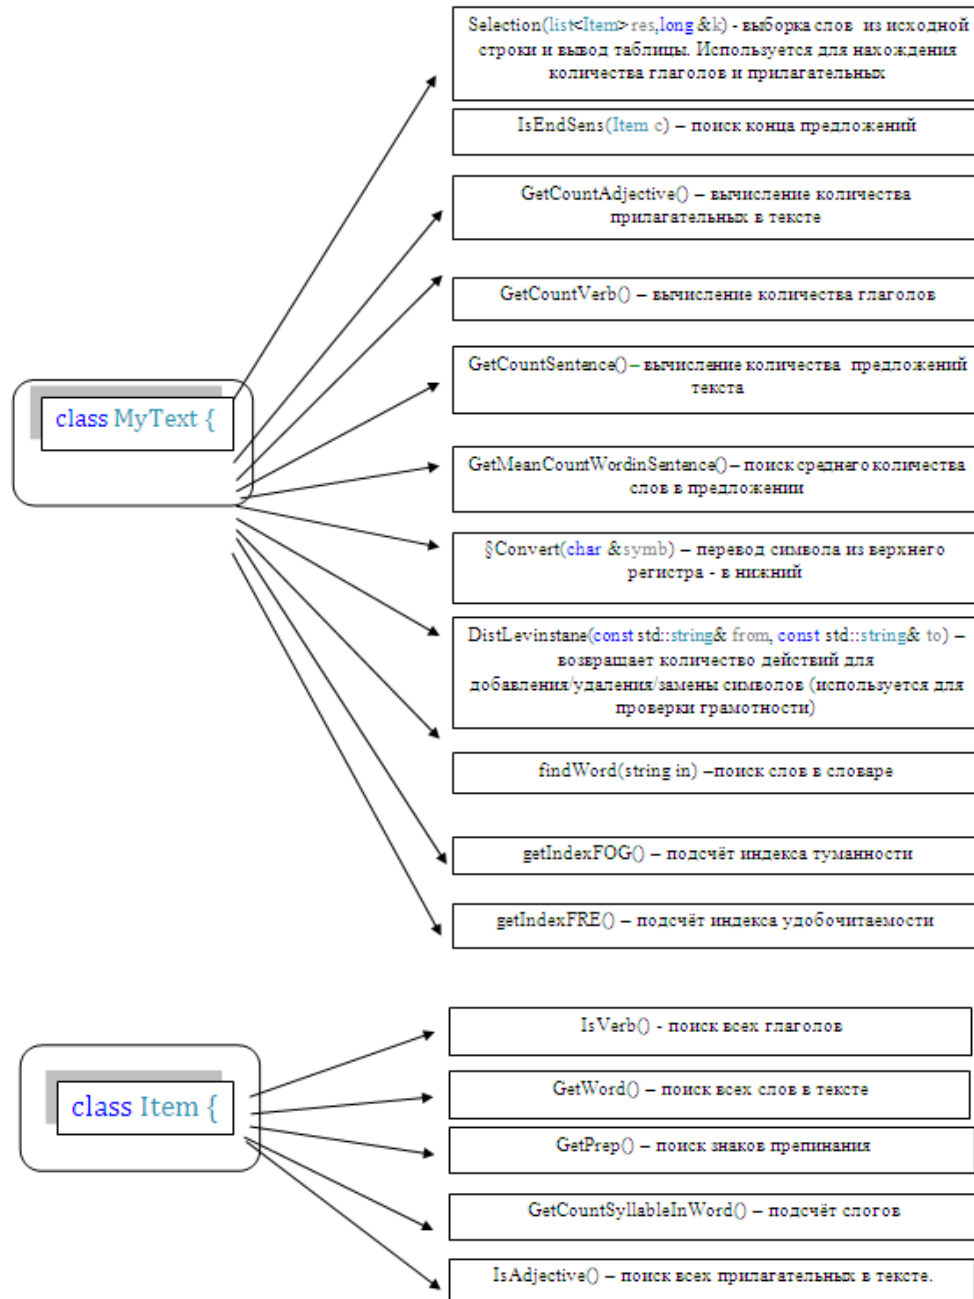 Selection(list<Item> res,long &k) - выборка слов из исходной
строки и вывод таблицы. Используется для нахождения
количества глаголов и прилагательных
IsEndSens(Item c) – поиск конца предложений
GetCountAdjective() – вычисление количества
прилагательных в тексте
GetCountVerb() – вычисление количества глаголов
GetCountSentence() – вычисление количества предложений
текста
class MyText {
GetMeanCountWordinSentence() – поиск среднего количества
слов в предложении
§Convert(char &symb) – перевод символа из верхнего
регистра - в нижний
DistLevinstane(const std::string& from, const std::string& to) –
возвращает количество действий для
добавления/удаления/замены символов (используется для
проверки грамотности)
findWord(string in) –поиск слов в словаре
getIndexFOG() – подсчёт индекса туманности
getIndexFRE() – подсчёт индекса удобочитаемости
IsVerb() - поиск всех глаголов
class Item {
GetWord() – поиск всех слов в тексте
GetPrep() – поиск знаков препинания
GetCountSyllableInWord() – подсчёт слогов
IsAdjective() – поиск всех прилагательных в тексте.